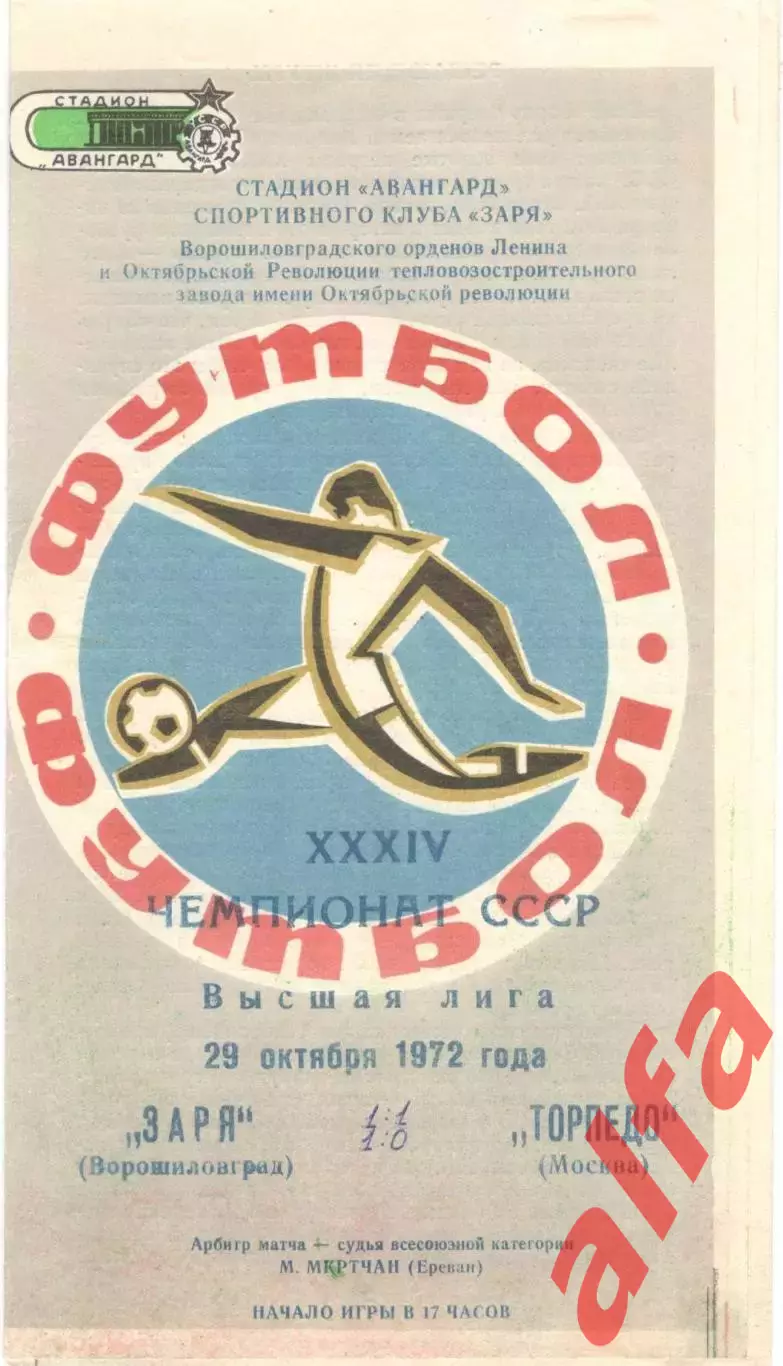 СТАДИОН
„АВАНГАРД"
СТАДИОН «АВАНГАРД»
СПОРТИВНОГО КЛУБА «ЗАРЯ»
Ворошиловградского орденов Ленина
и Октябрьской Революции тепловозостроительного
завода имени Октябрьской революции
ФУТБОЛ · ФУТБОЛ ·
XXXIV
ЧЕМПИОНАТ СССР
Высшая лига
29 октября 1972 года
„ЗАРЯ" 1:1 „ТОРПЕДО"
(Ворошиловград) 1:0 (Москва)
Арбитр матча — судья всесоюзной категории
М. МКРТЧАН (Ереван)
НАЧАЛО ИГРЫ В 17 ЧАСОВ
alfa